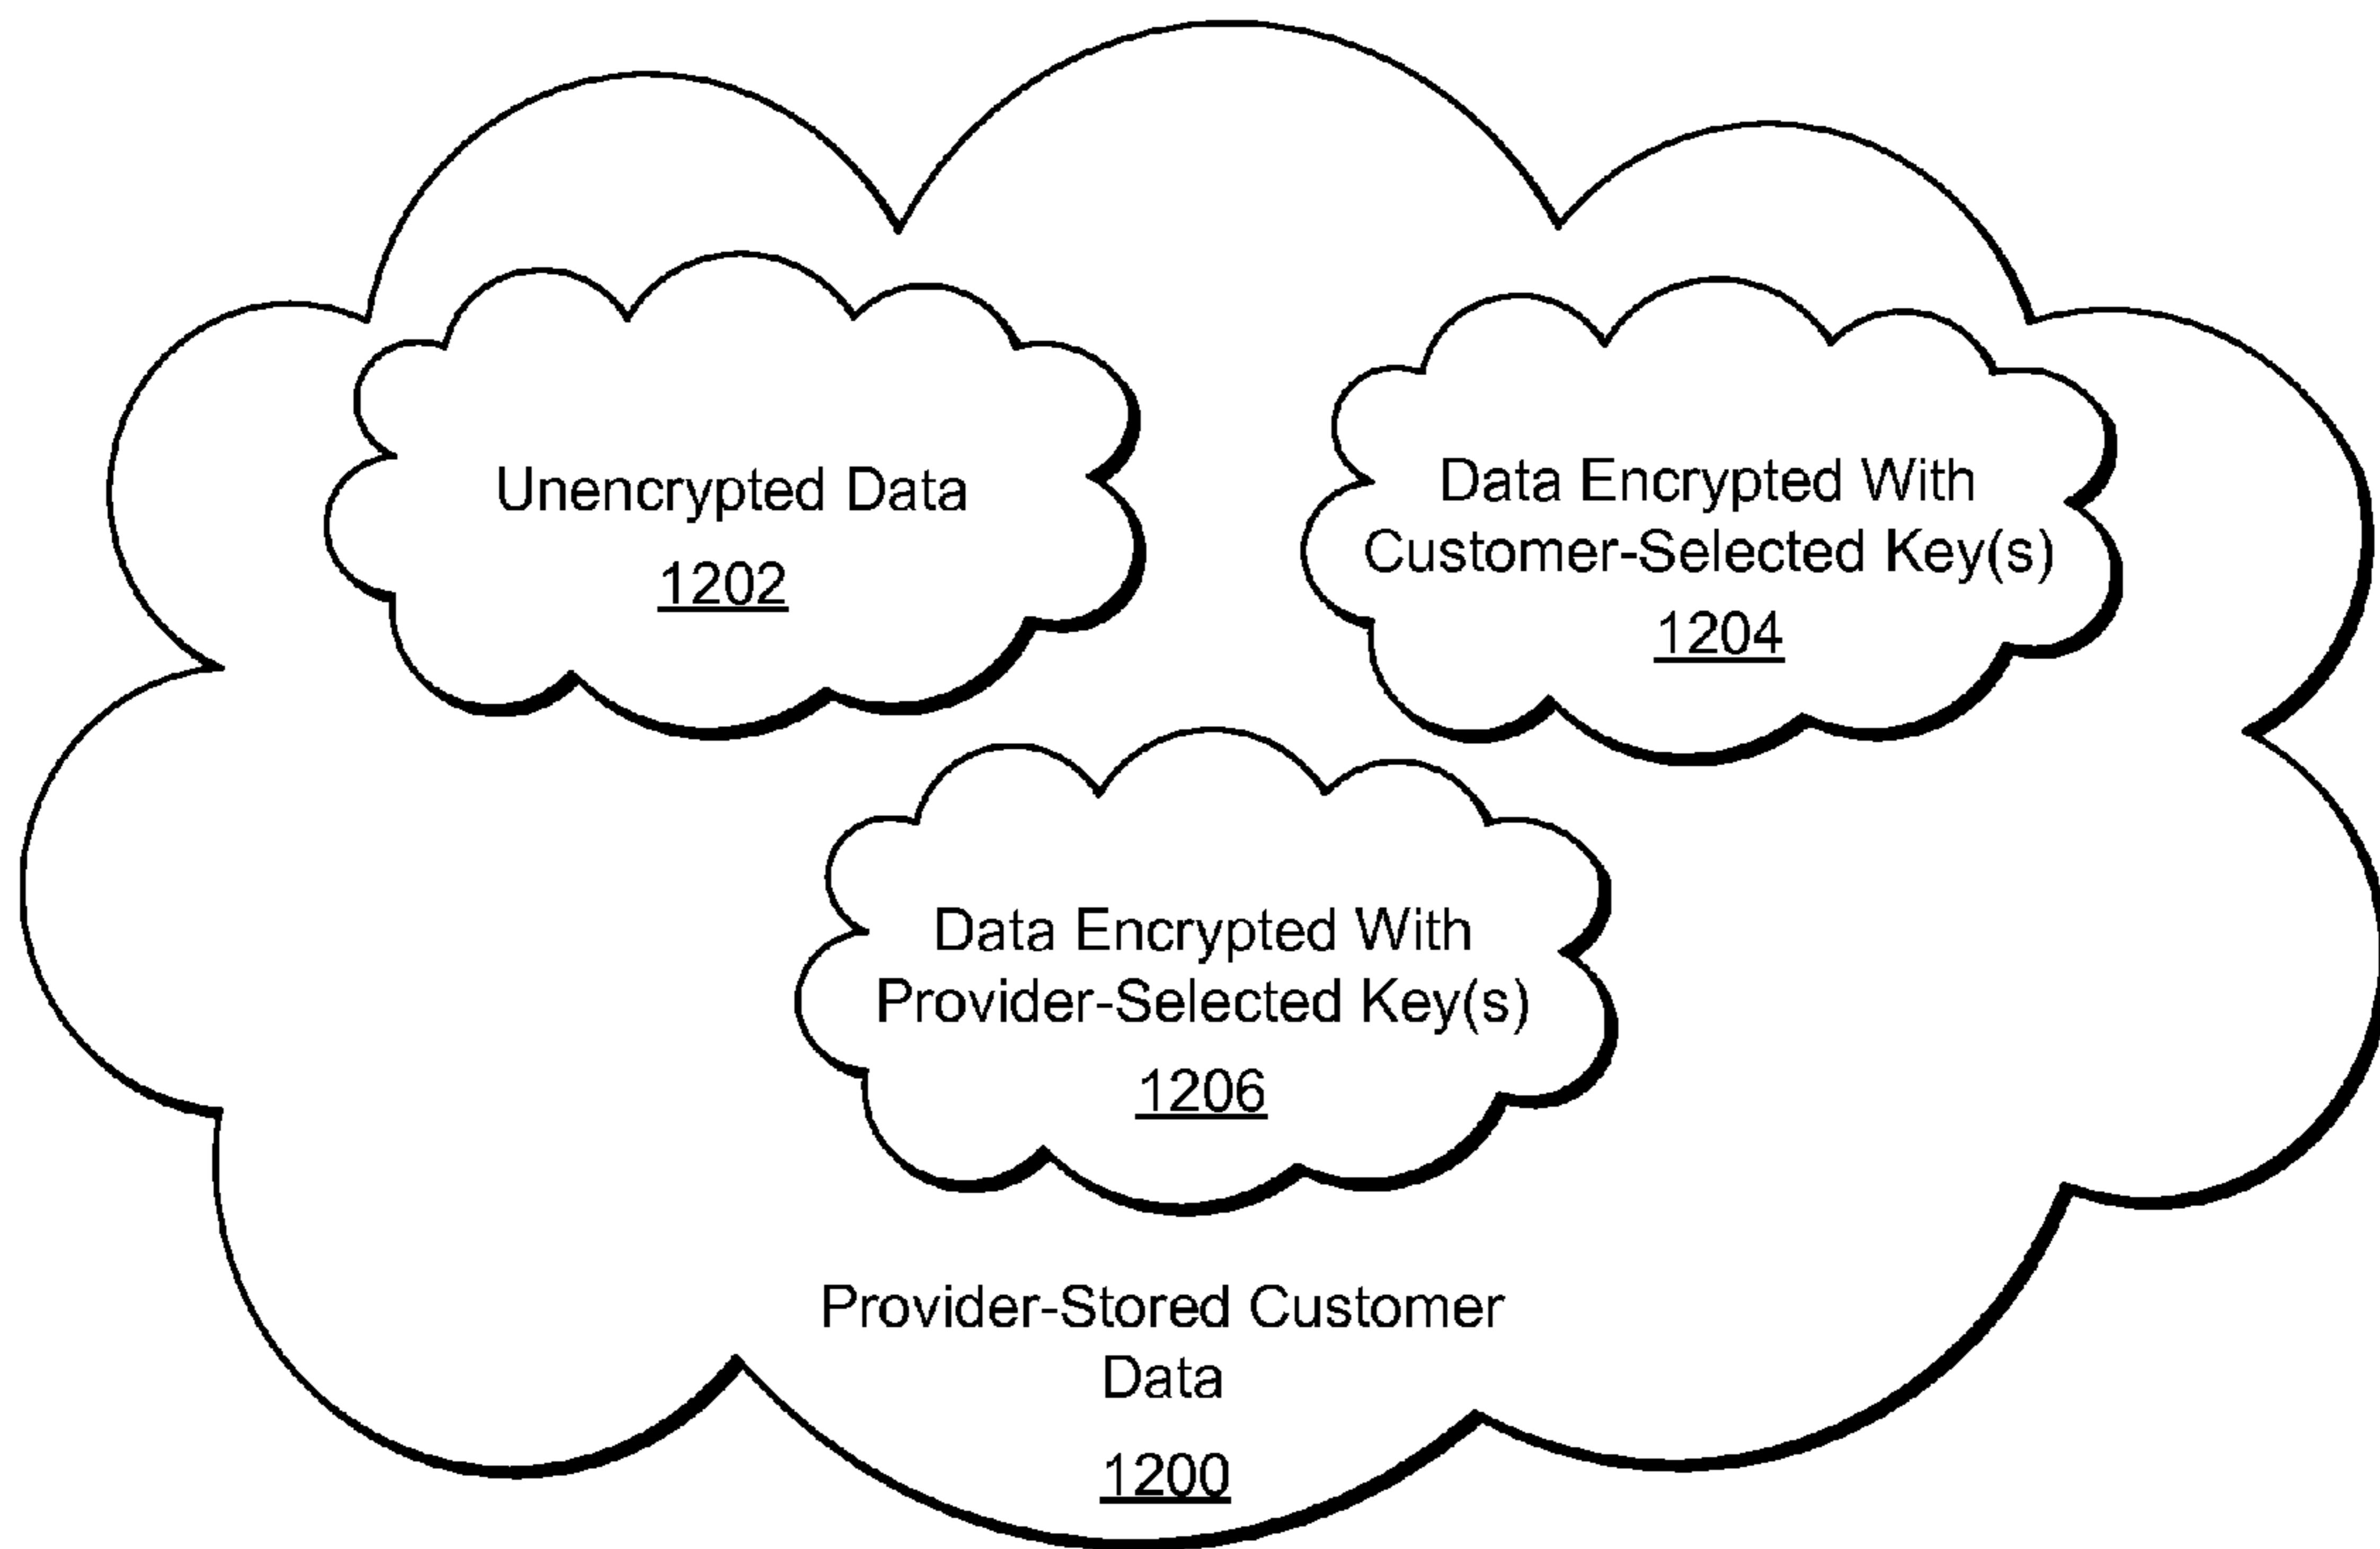 Unencrypted Data
1202
Data Encrypted With
Customer-Selected Key(s)
1204
Data Encrypted With
Provider-Selected Key(s)
1206
Provider-Stored Customer
Data
1200